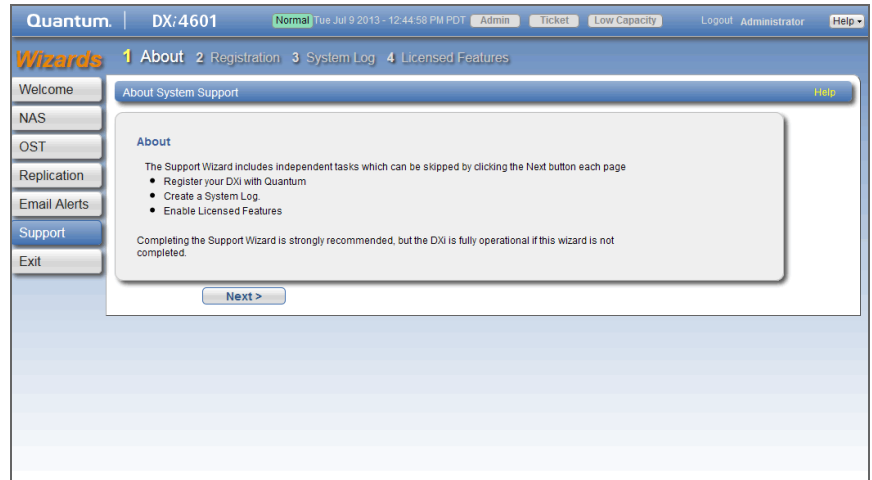 Quantum. DXi4601 Normal Tue Jul 9 2013 - 12:44:58 PM PDT Admin Ticket Low Capacity Logout Administrator Help
Wizards 1 About 2 Registration 3 System Log 4 Licensed Features
Welcome
NAS
OST
Replication
Email Alerts
Support
Exit
About System Support Help
About
The Support Wizard includes independent tasks which can be skipped by clicking the Next button each page
Register your DXi with Quantum
Create a System Log.
Enable Licensed Features
Completing the Support Wizard is strongly recommended, but the DXi is fully operational if this wizard is not
completed.
Next >